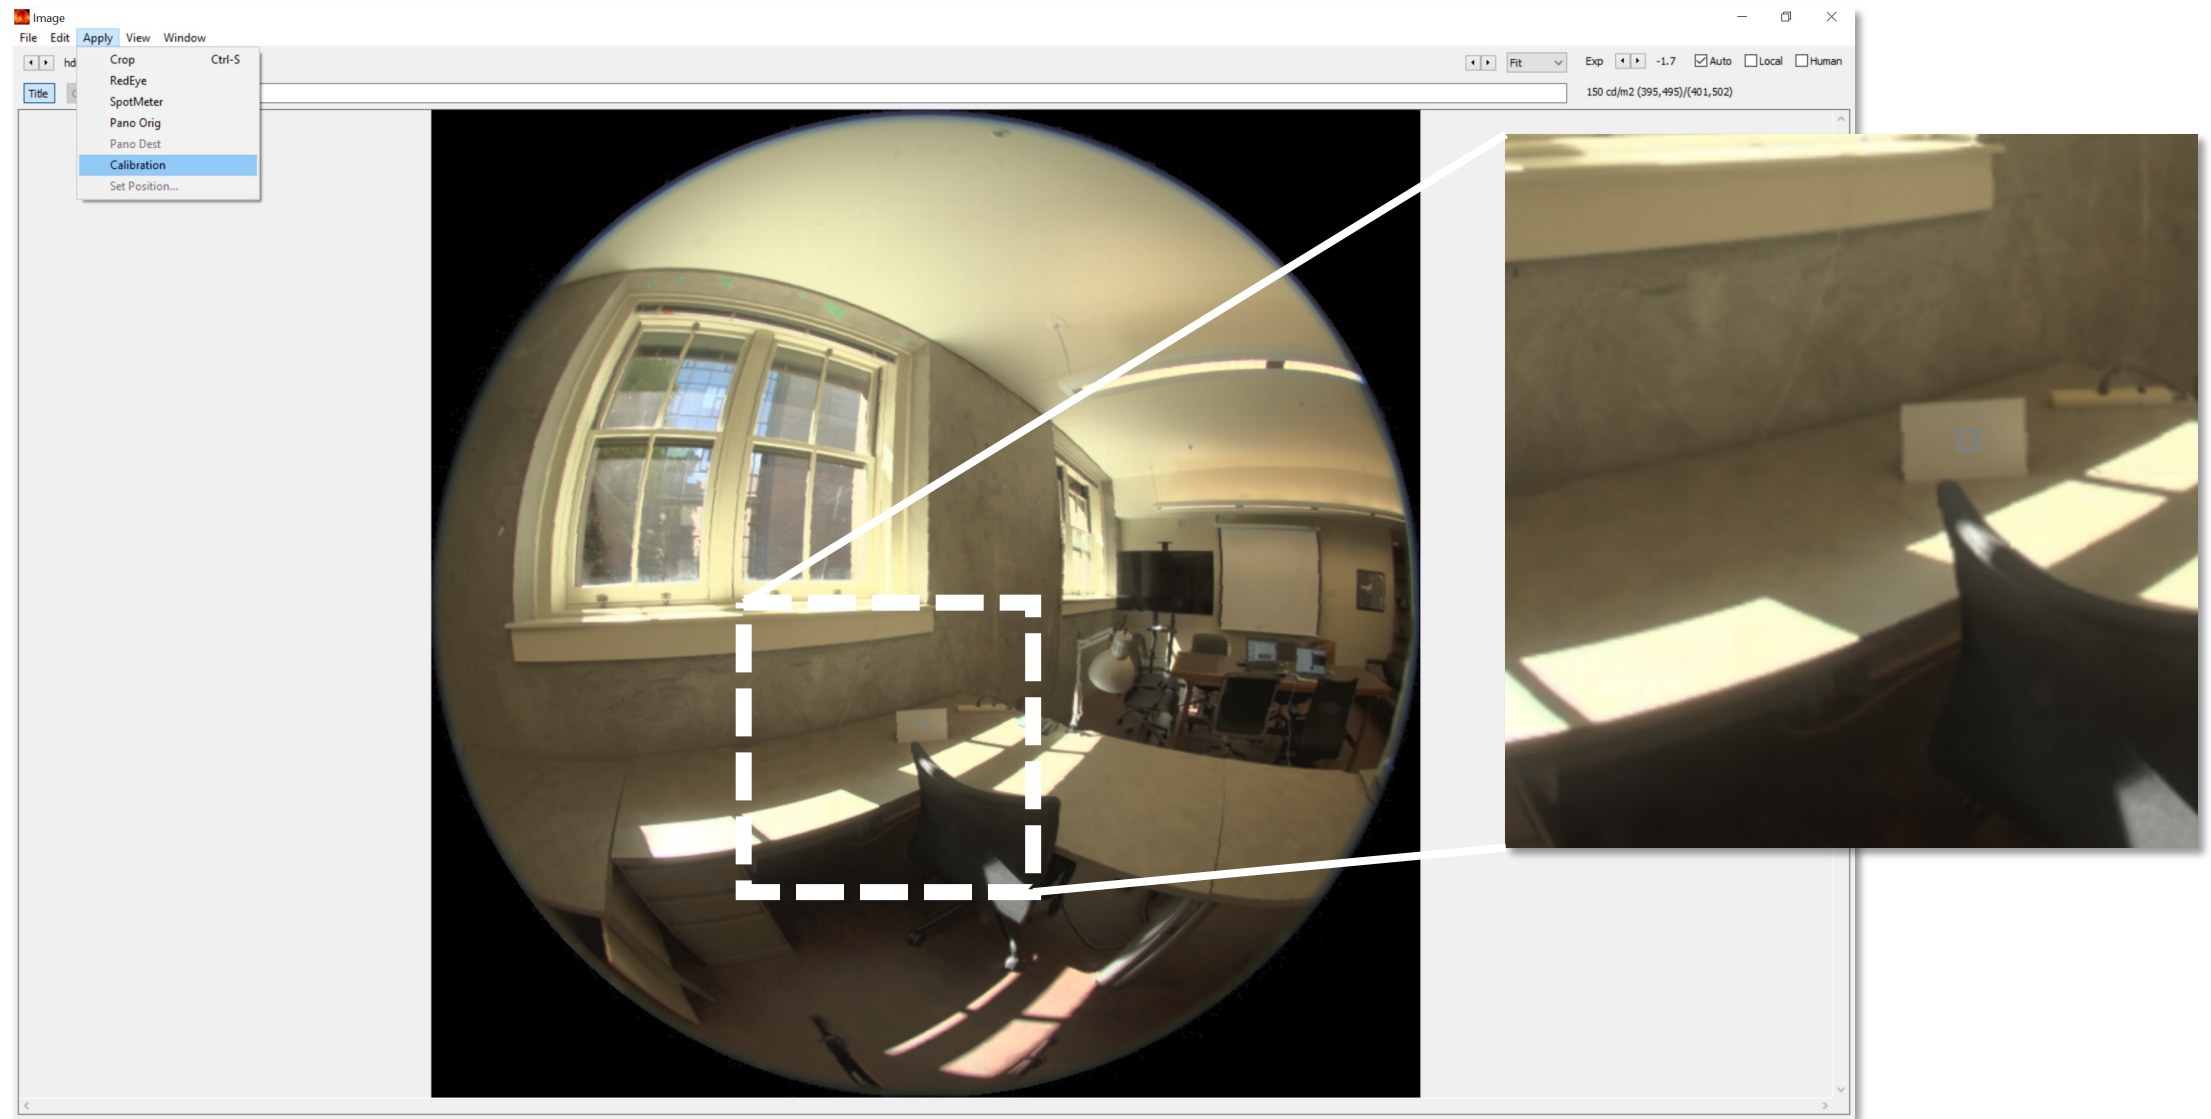 Image
File Edit Apply View Window
Crop Ctrl-S
hd
Fit Exp -1.7 Auto Local Human
RedEye
Title
SpotMeter
150 cd/m2 (395,495)/(401,502)
Pano Orig
Pano Dest
Calibration
Set Position...